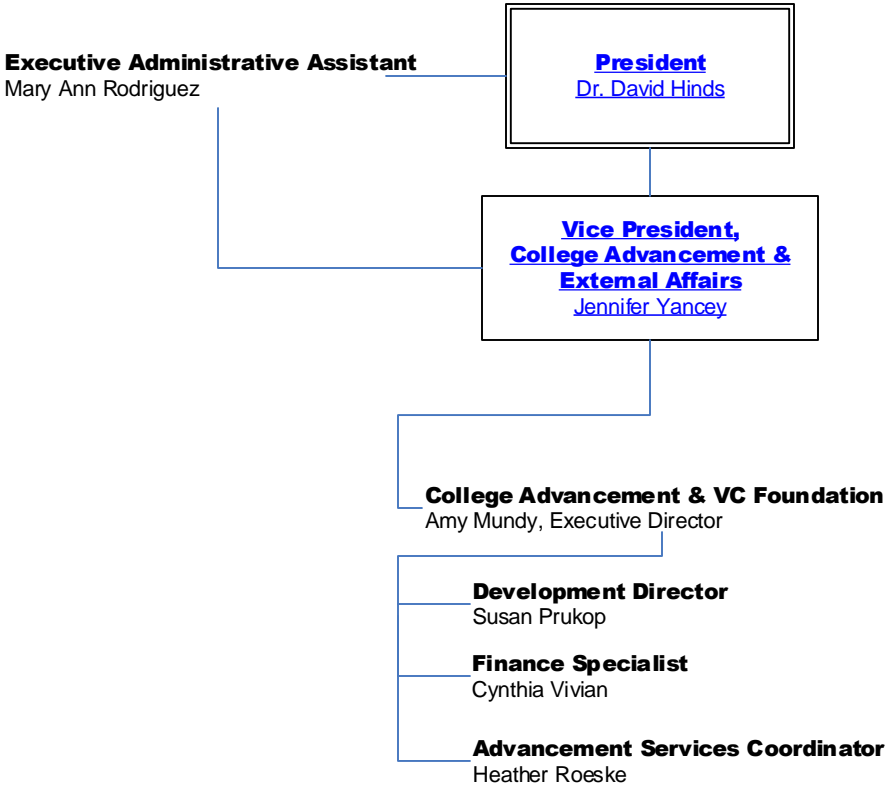 Executive Administrative Assistant
Mary Ann Rodriguez
President
Dr. David Hinds
Vice President,
College Advancement &
External Affairs
Jennifer Yancey
College Advancement & VC Foundation
Amy Mundy, Executive Director
Development Director
Susan Prukop
Finance Specialist
Cynthia Vivian
Advancement Services Coordinator
Heather Roeske